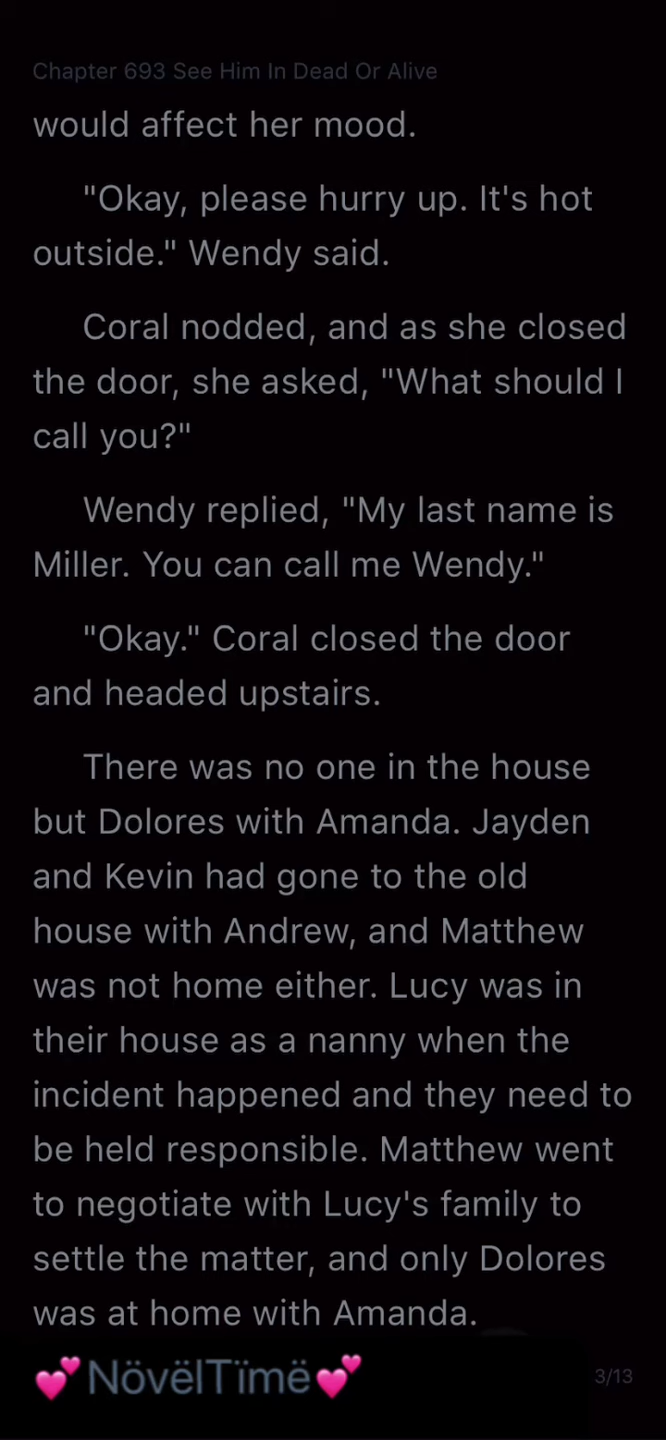 Chapter 693 See Him In Dead Or Alive
would affect her mood.
"Okay, please hurry up. It's hot
outside." Wendy said.
Coral nodded, and as she closed
the door, she asked, "What should I
call you?"
Wendy replied, "My last name is
Miller. You can call me Wendy."
"Okay." Coral closed the door
and headed upstairs.
There was no one in the house
but Dolores with Amanda. Jayden
and Kevin had gone to the old
house with Andrew, and Matthew
was not home either. Lucy was in
their house as a nanny when the
incident happened and they need to
be held responsible. Matthew went
to negotiate with Lucy's family to
settle the matter, and only Dolores
was at home with Amanda.
💕NövëlTïmë💕
3/13